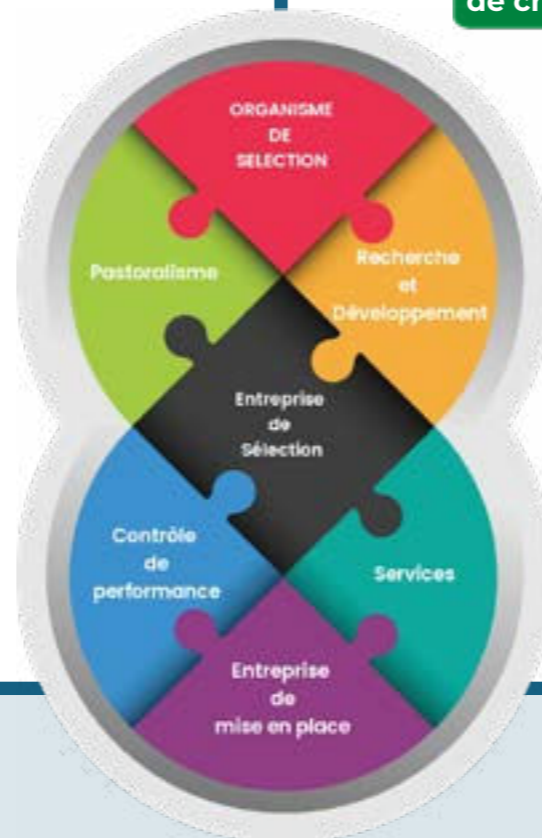 ORGANISME
DE
SELECTION
Pastoralisme
Recherche
et
Développement
Entreprise
de
Sélection
Contrôle
de
performance
Services
Entreprise
de
mise en place